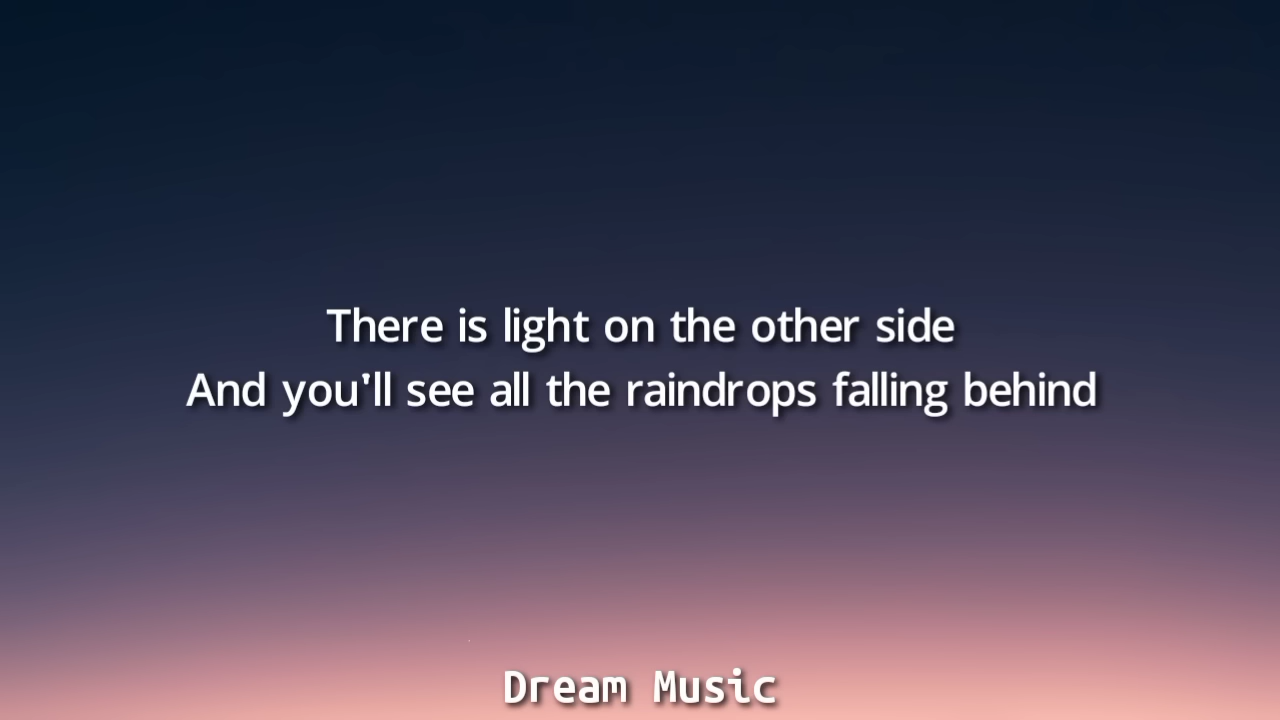 There is light on the other side
And you'll see all the raindrops falling behind
Dream Music